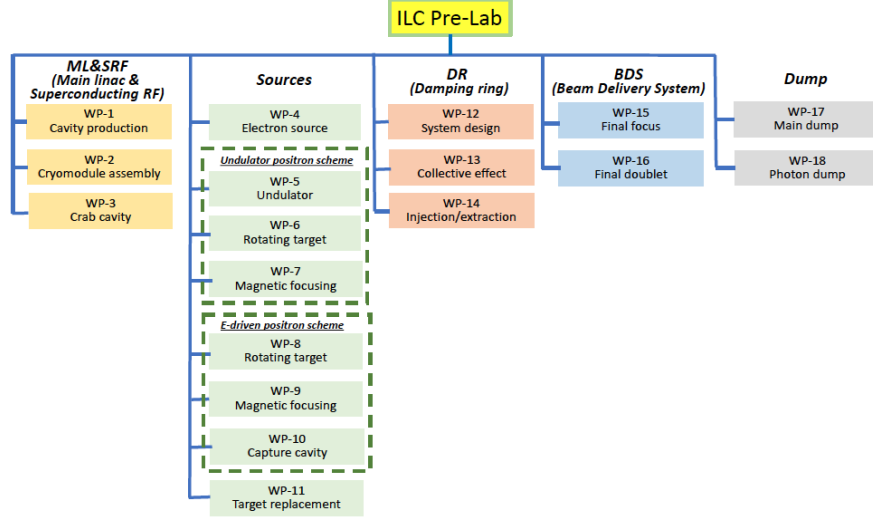 ILC Pre-Lab
ML&SRF
(Main linac &
Superconducting RF)
WP-1
Cavity production
WP-2
Cryomodule assembly
WP-3
Crab cavity
Sources
WP-4
Electron source
Undulator positron scheme
WP-5
Undulator
WP-6
Rotating target
WP-7
Magnetic focusing
E-driven positron scheme
WP-8
Rotating target
WP-9
Magnetic focusing
WP-10
Capture cavity
WP-11
Target replacement
DR
(Damping ring)
WP-12
System design
WP-13
Collective effect
WP-14
Injection/extraction
BDS
(Beam Delivery System)
WP-15
Final focus
WP-16
Final doublet
Dump
WP-17
Main dump
WP-18
Photon dump